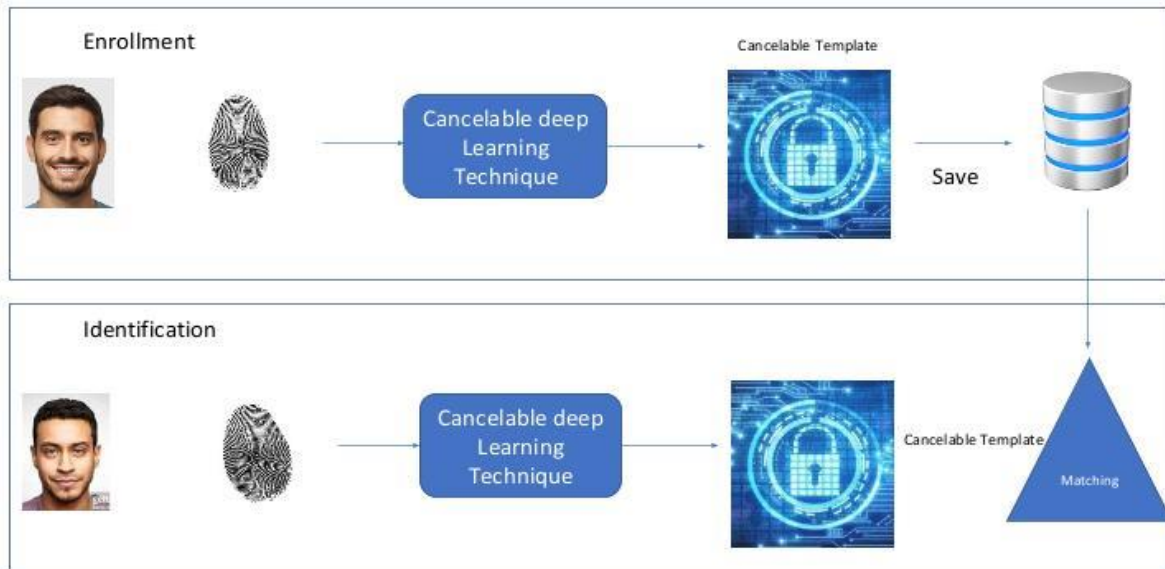 Enrollment
Cancelable Template
Cancelable deep
Learning
Technique
Save
Identification
Cancelable deep
Learning
Technique
Cancelable Template
Matching